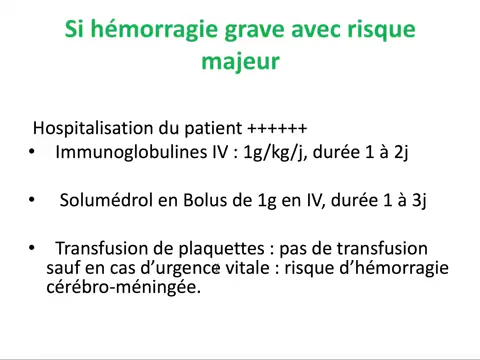 Si hémorragie grave avec risque
majeur
Hospitalisation du patient ++++++
• Immunoglobulines IV : 1g/kg/j, durée 1 à 2j
• Solumédrol en Bolus de 1g en IV, durée 1 à 3j
• Transfusion de plaquettes : pas de transfusion
sauf en cas d’urgence vitale : risque d’hémorragie
cérébro-méningée.